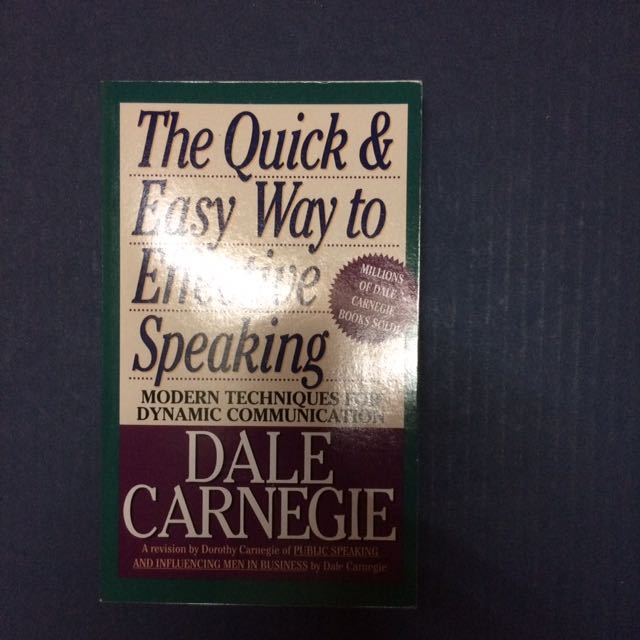 The Quick &
Easy Way to
Effective
Speaking
MILLIONS
OF DALE
CARNEGIE
BOOKS SOLD!
MODERN TECHNIQUES FOR
DYNAMIC COMMUNICATION
DALE
CARNEGIE
A revision by Dorothy Carnegie of PUBLIC SPEAKING
AND INFLUENCING MEN IN BUSINESS by Dale Carnegie